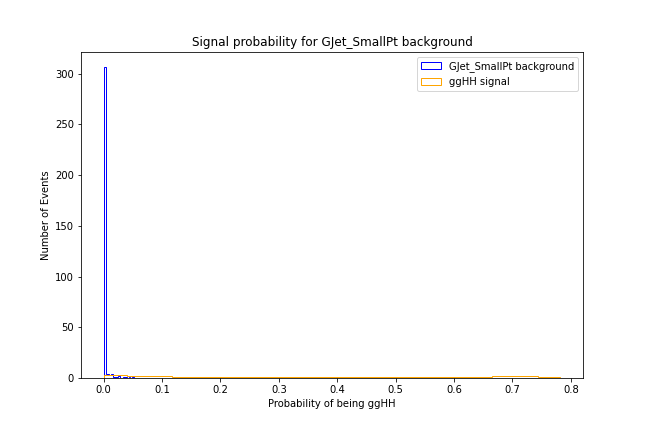 Signal probability for GJet_SmallPt background
GJet_SmallPt background
ggHH signal
300
250
200
150
100
50
0
Number of Events
0.0 0.1 0.2 0.3 0.4 0.5 0.6 0.7 0.8
Probability of being ggHH